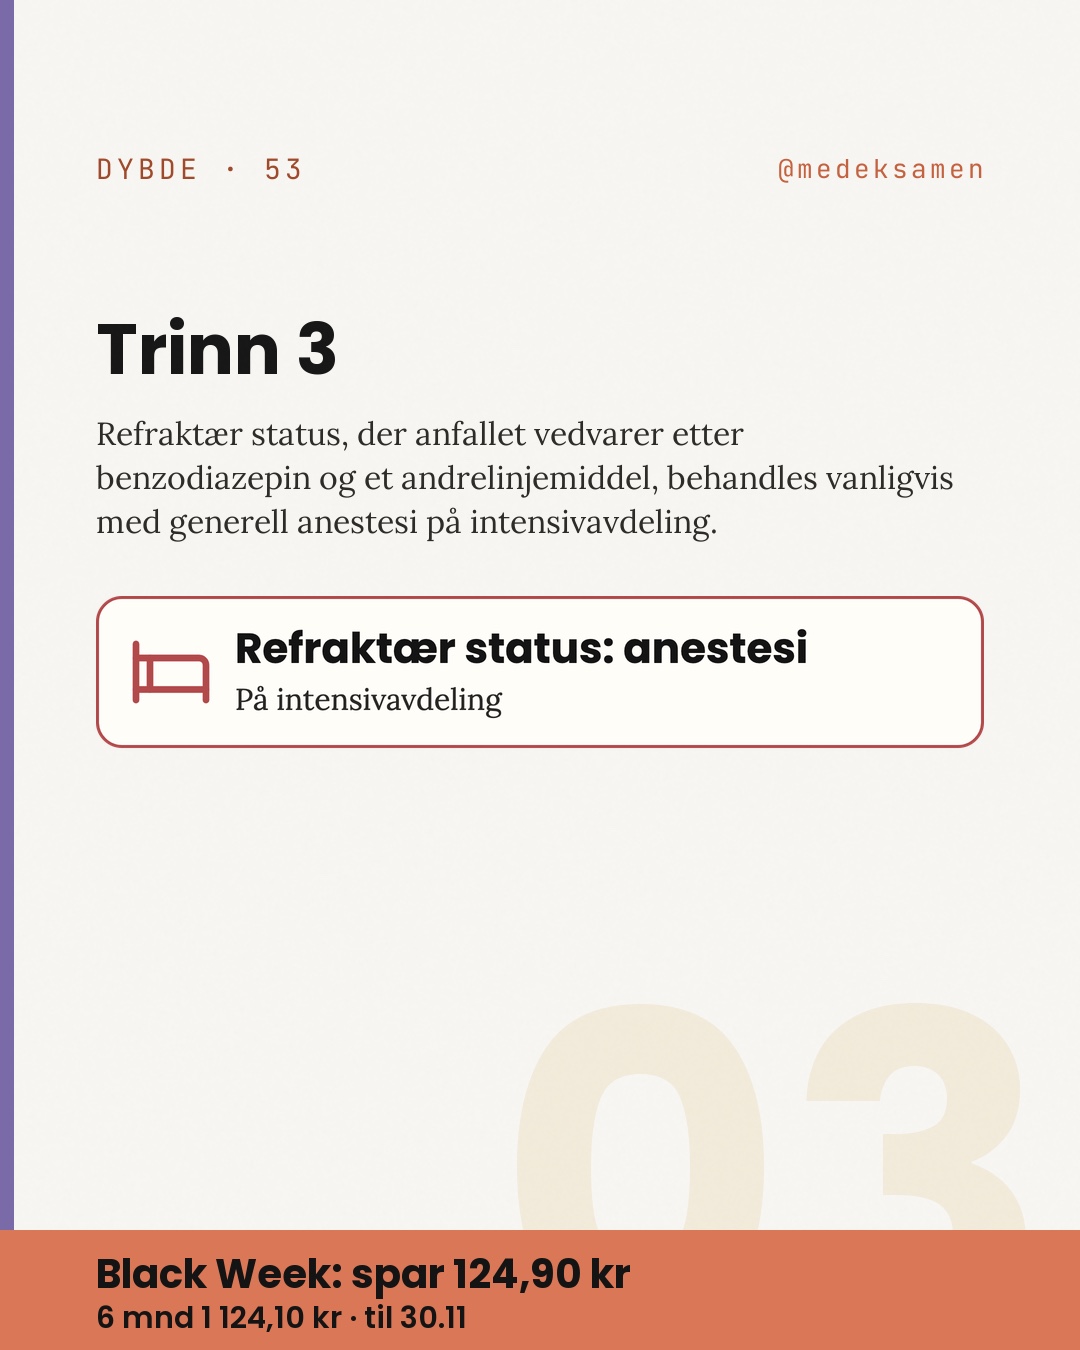 DYBDE · 53
@medeksamen
Trinn 3
Refraktær status, der anfallet vedvarer etter
benzodiazepin og et andrelinjemiddel, behandles vanligvis
med generell anestesi på intensivavdeling.
Refraktær status: anestesi
På intensivavdeling
03
Black Week: spar 124,90 kr
6 mnd 1 124,10 kr · til 30.11